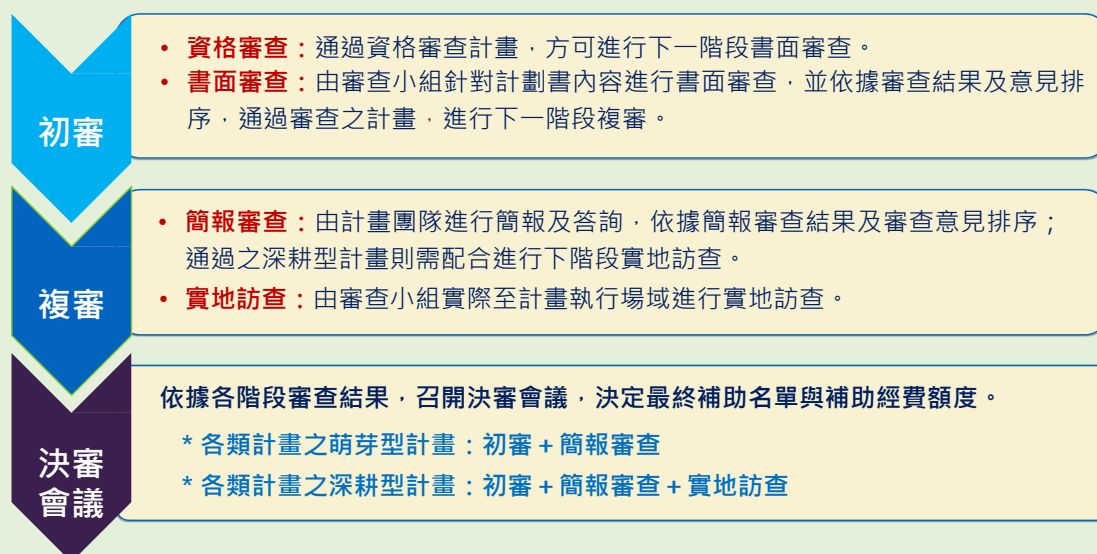 初審
• 資格審查：通過資格審查計畫，方可進行下一階段書面審查。
• 書面審查：由審查小組針對計劃書內容進行書面審查，並依據審查結果及意見排
序，通過審查之計畫，進行下一階段複審。
複審
• 簡報審查：由計畫團隊進行簡報及答詢，依據簡報審查結果及審查意見排序；
通過之深耕型計畫則需配合進行下階段實地訪查。
• 實地訪查：由審查小組實際至計畫執行場域進行實地訪查。
決審
會議
依據各階段審查結果，召開決審會議，決定最終補助名單與補助經費額度。
* 各類計畫之萌芽型計畫：初審＋簡報審查
* 各類計畫之深耕型計畫：初審＋簡報審查＋實地訪查